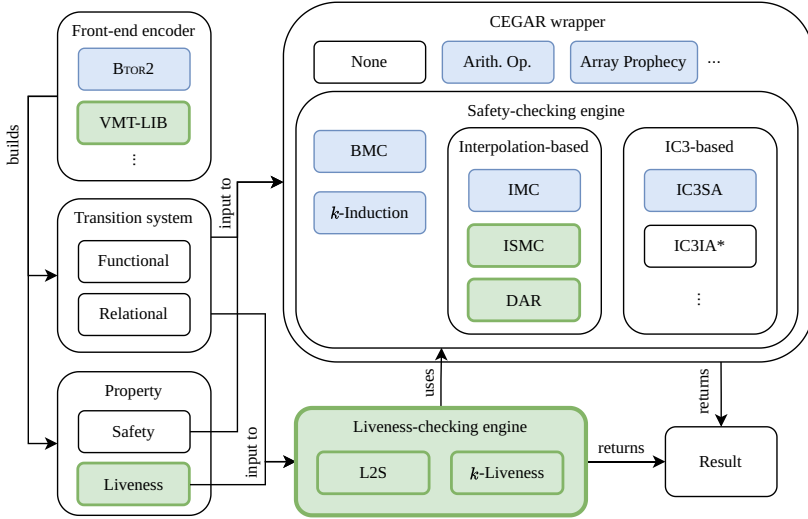 Front-end encoder
BTOR2
VMT-LIB
⋮
builds
Transition system
Functional
Relational
Property
Safety
Liveness
input to
input to
CEGAR wrapper
None
Arith. Op.
Array Prophecy
...
Safety-checking engine
BMC
k-Induction
Interpolation-based
IMC
ISMC
DAR
IC3-based
IC3SA
IC3IA*
⋮
uses
returns
Liveness-checking engine
L2S
k-Liveness
returns
Result